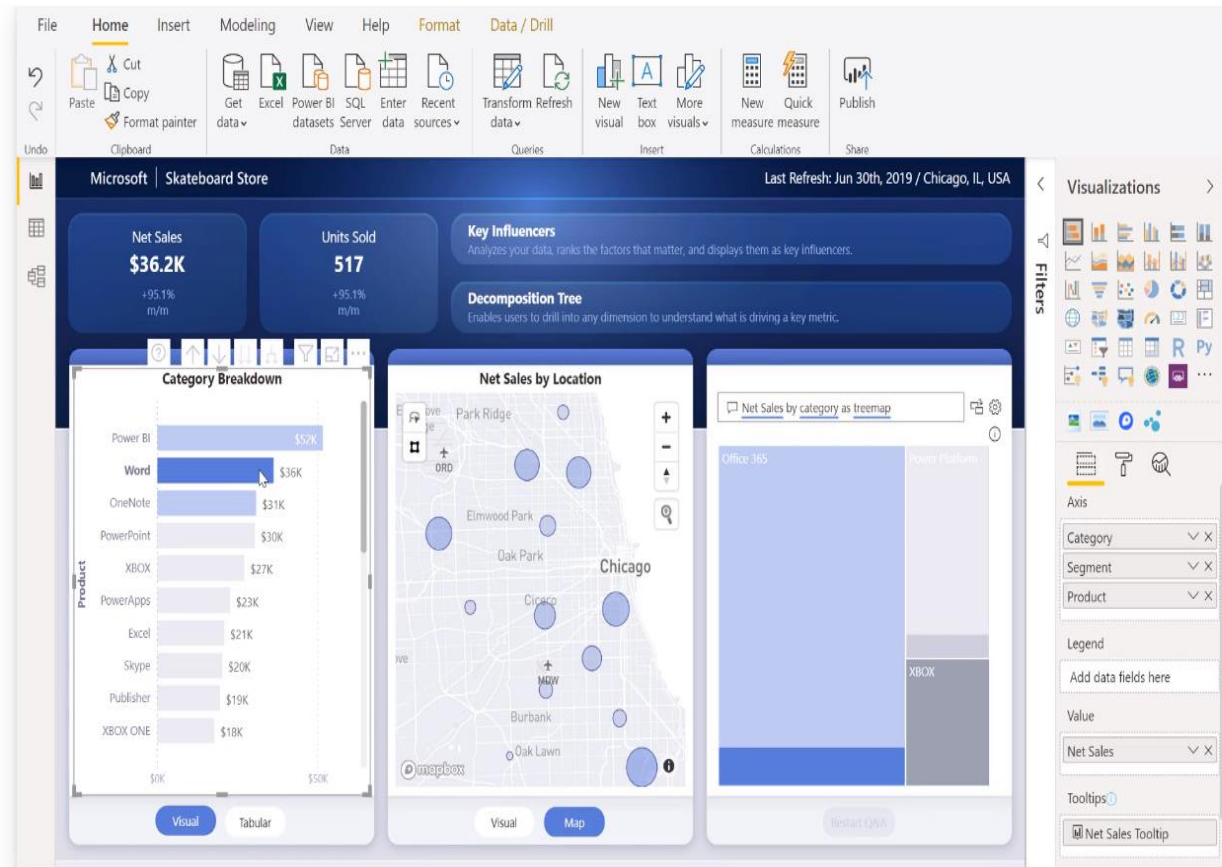 File Home Insert Modeling View Help Format Data / Drill
Paste
Cut
Copy
Format painter
Get data
Excel
Power BI datasets
SQL Server
Enter data
Recent sources
Transform data
Refresh
New visual
Text box
More visuals
New measure
Quick measure
Publish
Undo Clipboard Data Queries Insert Calculations Share
Microsoft | Skateboard Store
Last Refresh: Jun 30th, 2019 / Chicago, IL, USA
Net Sales
$36.2K
+95.1%
m/m
Units Sold
517
+95.1%
m/m
Key Influencers
Analyzes your data, ranks the factors that matter, and displays them as key influencers.
Decomposition Tree
Enables users to drill into any dimension to understand what is driving a key metric.
Category Breakdown
Product
Power BI $52K
Word $36K
OneNote $31K
PowerPoint $30K
XBOX $27K
PowerApps $23K
Excel $21K
Skype $20K
Publisher $19K
XBOX ONE $18K
$0K $50K
Visual Tabular
Net Sales by Location
Park Ridge
ORD
Elmwood Park
Oak Park
Chicago
Cicero
MDW
Burbank
Oak Lawn
mapbox
Visual Map
Net Sales by category as treemap
Office 365
Power Platform
XBOX
Restart Q&A
Filters
Visualizations
R Py
Axis
Category
Segment
Product
Legend
Add data fields here
Value
Net Sales
Tooltips
Net Sales Tooltip